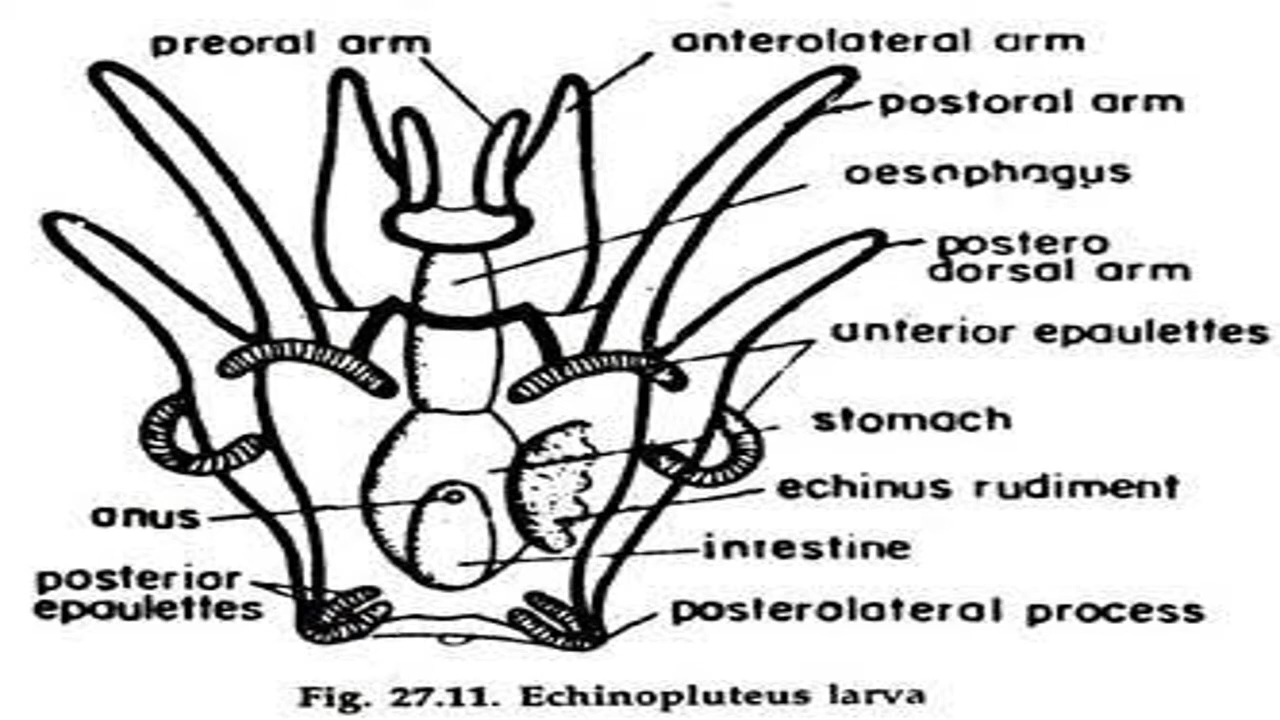 preoral arm
anterolateral arm
postoral arm
oesophagus
postero
dorsal arm
anterior epaulettes
stomach
echinus rudiment
anus
intestine
posterior
epaulettes
posterolateral process
Fig. 27.11. Echinopluteus larva